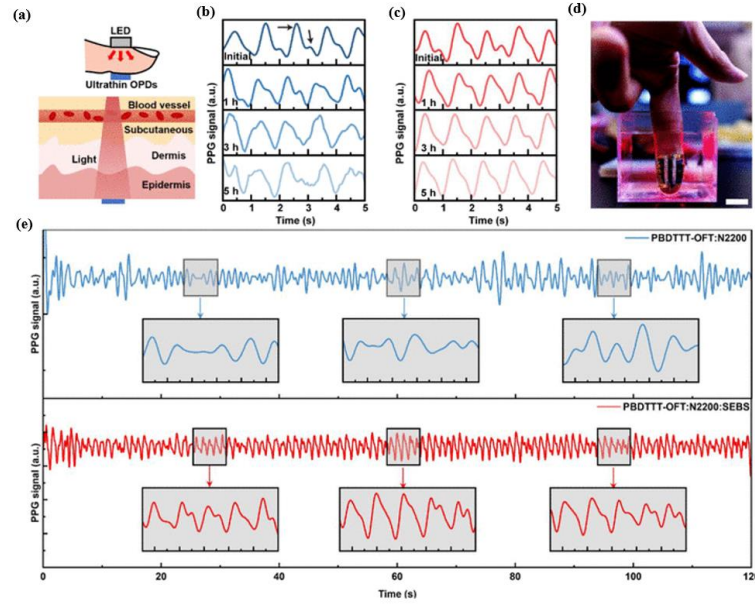 (a)
LED
Ultrathin OPDs
Blood vessel
Subcutaneous
Light
Dermis
Epidermis
(b)
PPG signal (a.u.)
Initial
1 h
3 h
5 h
0 1 2 3 4 5
Time (s)
(c)
PPG signal (a.u.)
Initial
1 h
3 h
5 h
0 1 2 3 4 5
Time (s)
(d)
(e)
PPG signal (a.u.)
PBDTTT-OFT:N2200
PPG signal (a.u.)
PBDTTT-OFT:N2200:SEBS
0 20 40 60 80 100 120
Time (s)